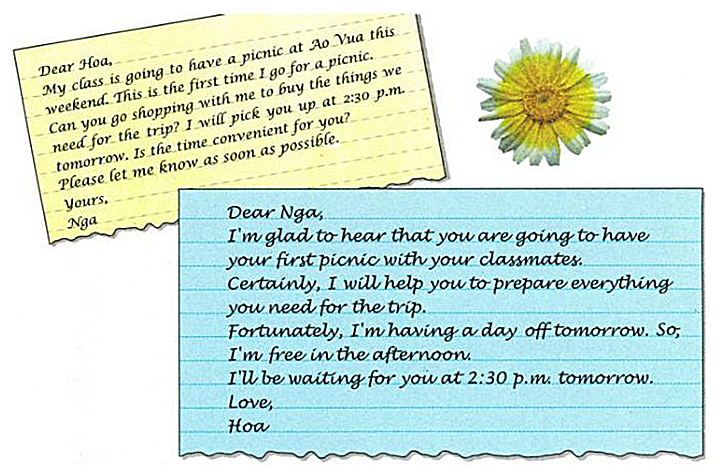 Dear Hoa,
My class is going to have a picnic at Ao Vua this
weekend. This is the first time I go for a picnic.
Can you go shopping with me to buy the things we
need for the trip? I will pick you up at 2:30 p.m.
tomorrow. Is the time convenient for you?
Please let me know as soon as possible.
Yours,
Nga
Dear Nga,
I'm glad to hear that you are going to have
your first picnic with your classmates.
Certainly, I will help you to prepare everything
you need for the trip.
Fortunately, I'm having a day off tomorrow. So,
I'm free in the afternoon.
I'll be waiting for you at 2:30 p.m. tomorrow.
Love,
Hoa